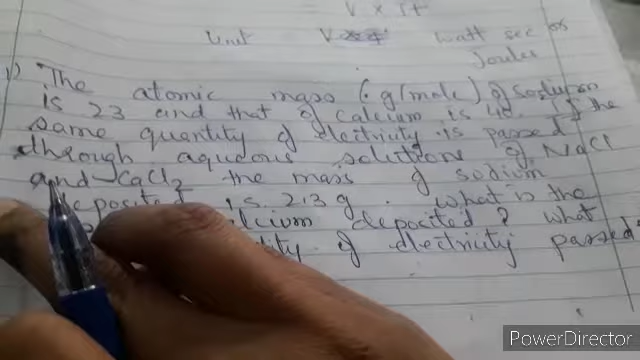 = V x It
Unit V watt sec or
Joules
1) The atomic mass (g/mole) of sodium
is 23 and that of calcium is 40. If the
same quantity of electricity is passed
through aqueous solutions of NaCl
and CaCl2 the mass of sodium
deposited is 2.3 g. what is the
deposited? what
of electricity passed
PowerDirector